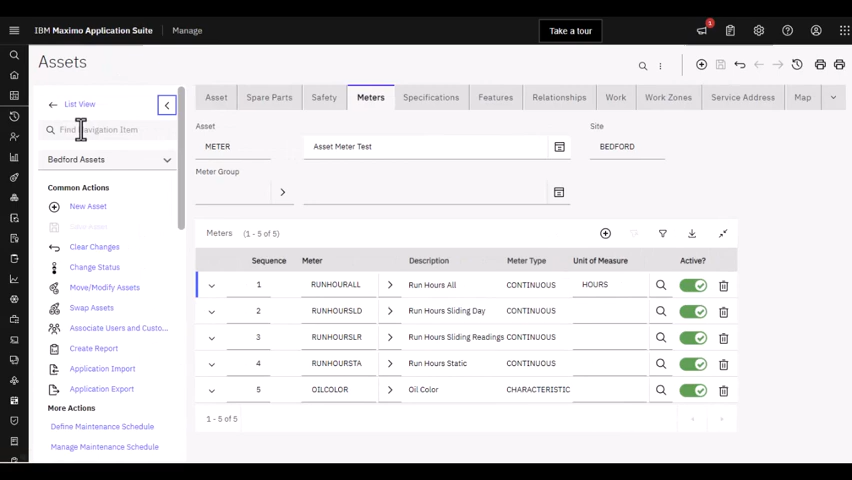 IBM Maximo Application Suite
Manage
Take a tour
1
Assets
List View
Find Navigation Item
Bedford Assets
Common Actions
New Asset
Save Asset
Clear Changes
Change Status
Move/Modify Assets
Swap Assets
Associate Users and Custo...
Create Report
Application Import
Application Export
More Actions
Define Maintenance Schedule
Manage Maintenance Schedule
Asset Spare Parts Safety Meters Specifications Features Relationships Work Work Zones Service Address Map
Asset Site
METER Asset Meter Test BEDFORD
Meter Group
Meters (1 - 5 of 5)
Sequence Meter Description Meter Type Unit of Measure Active?
1 RUNHOURALL Run Hours All CONTINUOUS HOURS
2 RUNHOURSLD Run Hours Sliding Day CONTINUOUS
3 RUNHOURSLR Run Hours Sliding Readings CONTINUOUS
4 RUNHOURSTA Run Hours Static CONTINUOUS
5 OILCOLOR Oil Color CHARACTERISTIC
1 - 5 of 5